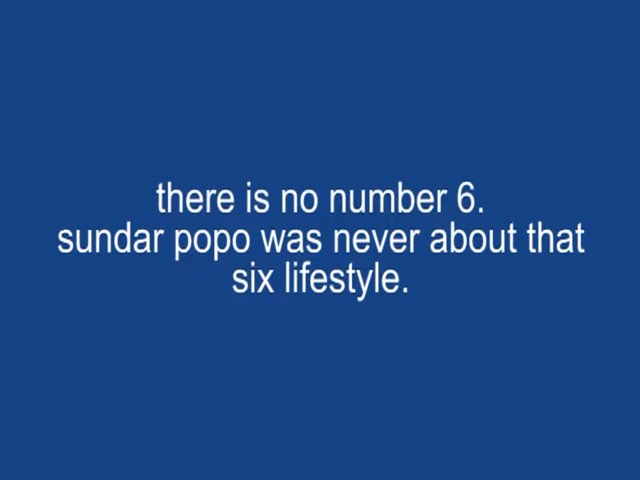 there is no number 6.
sundar popo was never about that
six lifestyle.